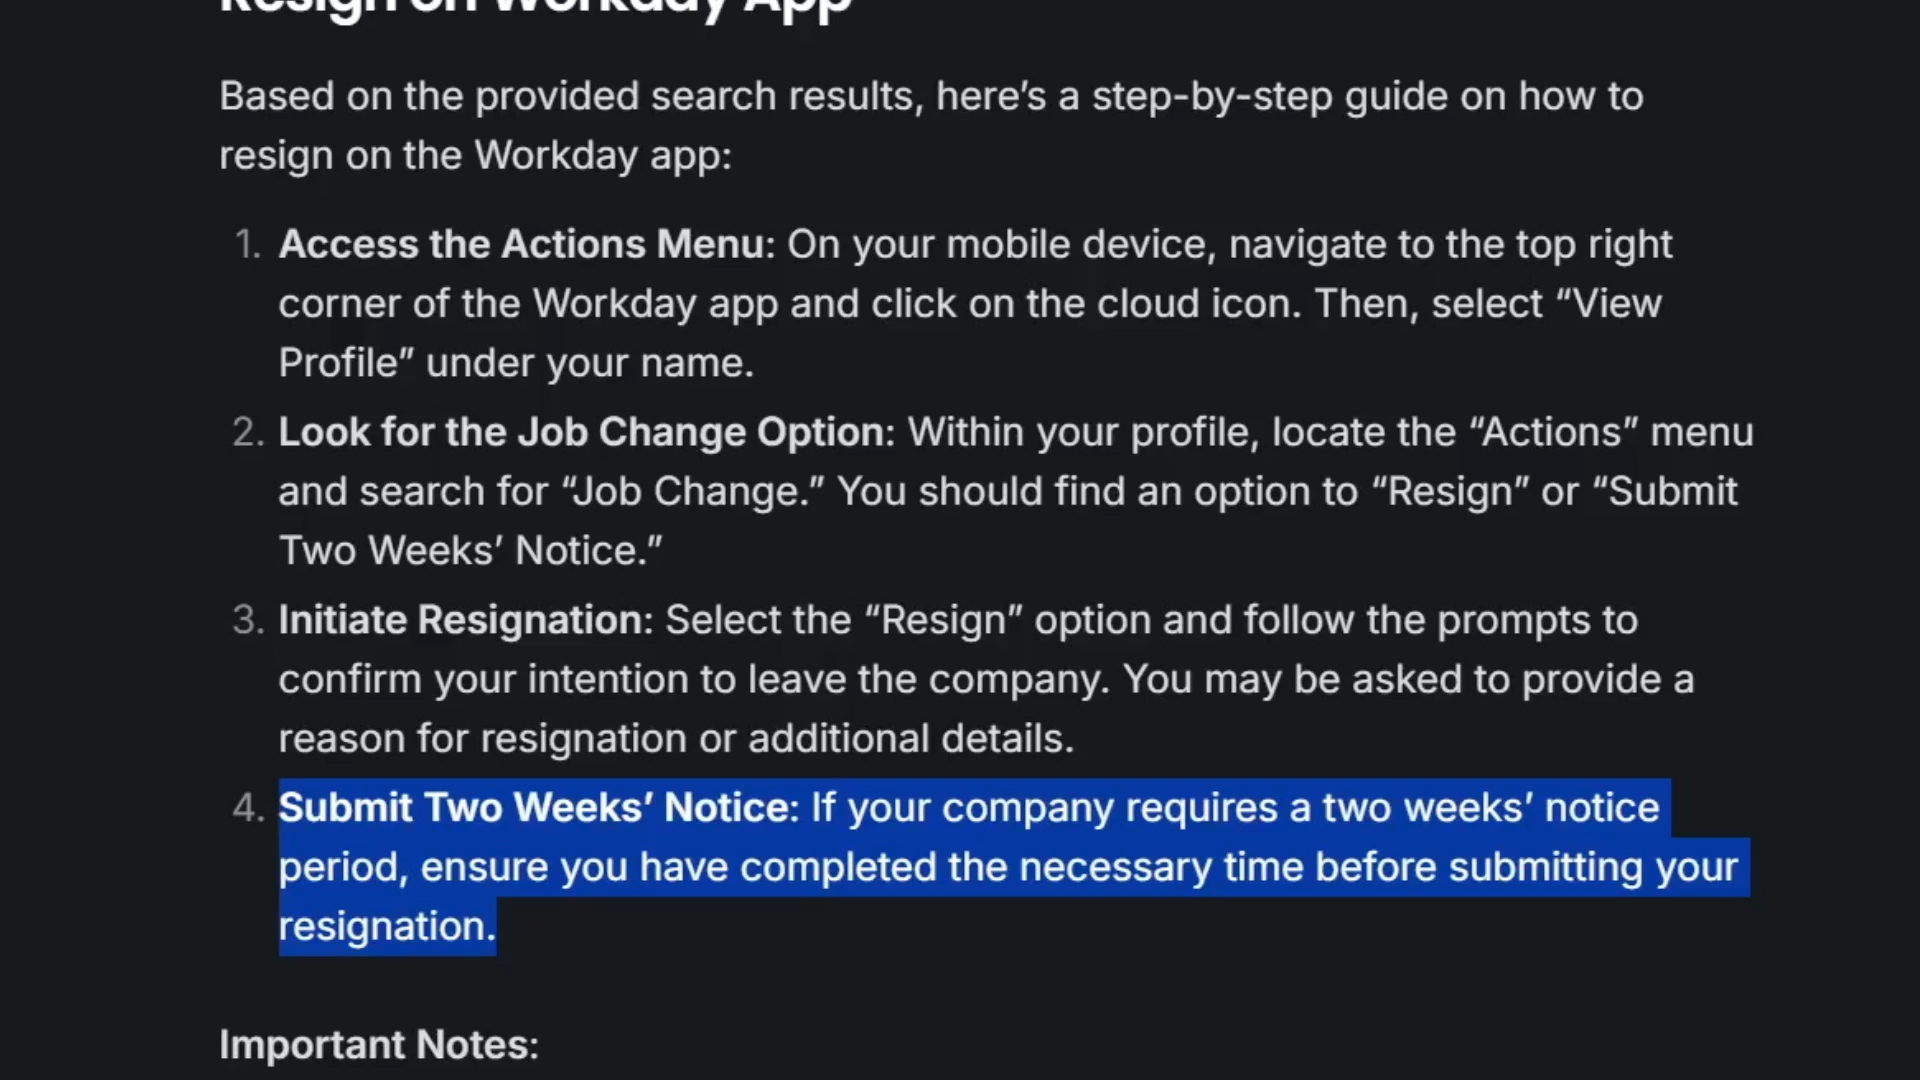 Resign on Workday App
Based on the provided search results, here’s a step-by-step guide on how to
resign on the Workday app:
1. Access the Actions Menu: On your mobile device, navigate to the top right
corner of the Workday app and click on the cloud icon. Then, select “View
Profile” under your name.
2. Look for the Job Change Option: Within your profile, locate the “Actions” menu
and search for “Job Change.” You should find an option to “Resign” or “Submit
Two Weeks’ Notice.”
3. Initiate Resignation: Select the “Resign” option and follow the prompts to
confirm your intention to leave the company. You may be asked to provide a
reason for resignation or additional details.
4. Submit Two Weeks’ Notice: If your company requires a two weeks’ notice
period, ensure you have completed the necessary time before submitting your
resignation.
Important Notes: